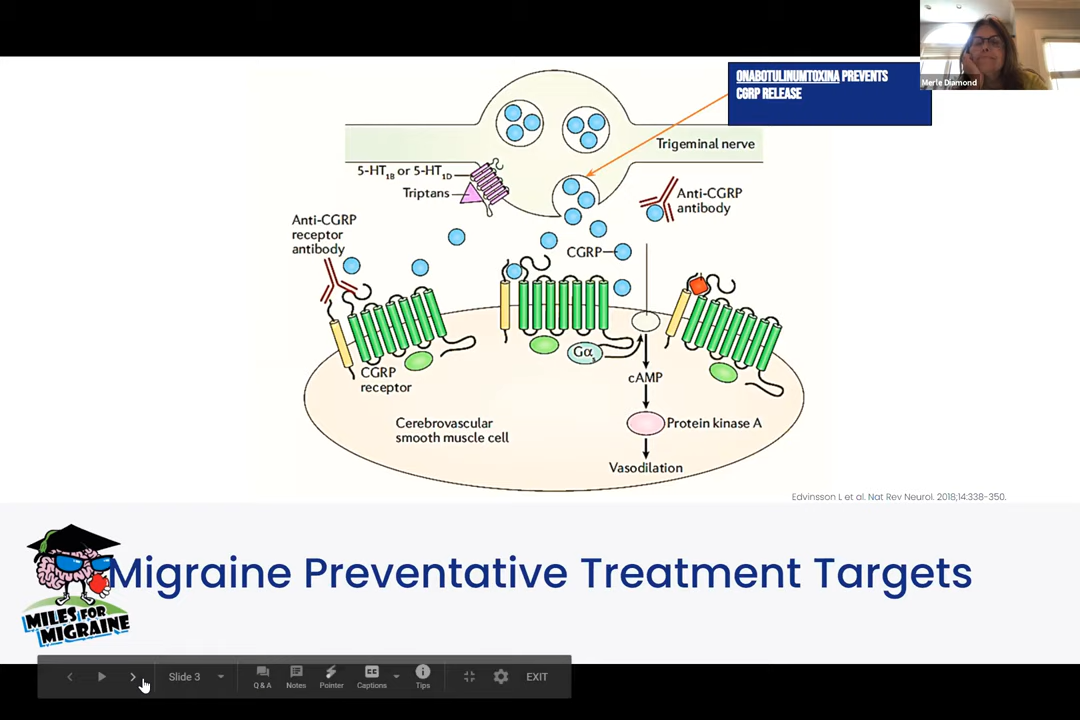 Merle Diamond
ONABOTULINUMTOXINA PREVENTS
CGRP RELEASE
Trigeminal nerve
5-HT1B or 5-HT1D
Triptans
Anti-CGRP
antibody
Anti-CGRP
receptor
antibody
CGRP
Gαs
CGRP
receptor
cAMP
Cerebrovascular
smooth muscle cell
Protein kinase A
Vasodilation
Edvinsson L et al. Nat Rev Neurol. 2018;14:338-350.
Migraine Preventative Treatment Targets
MILES FOR
MIGRAINE
Slide 3
Q & A
Notes
Pointer
Captions
Tips
EXIT